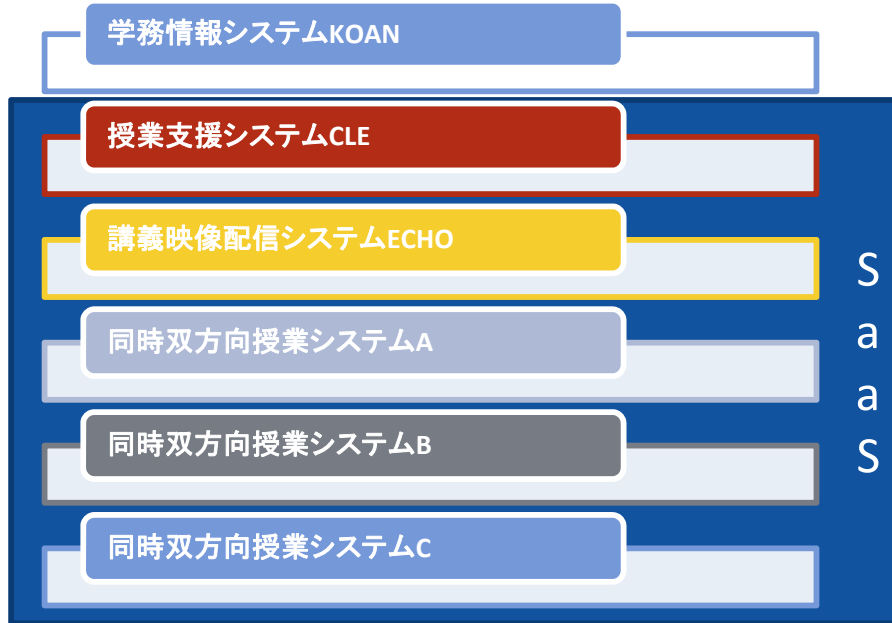 学務情報システムKOAN
授業支援システムCLE
講義映像配信システムECHO
同時双方向授業システムA
同時双方向授業システムB
同時双方向授業システムC
SaaS